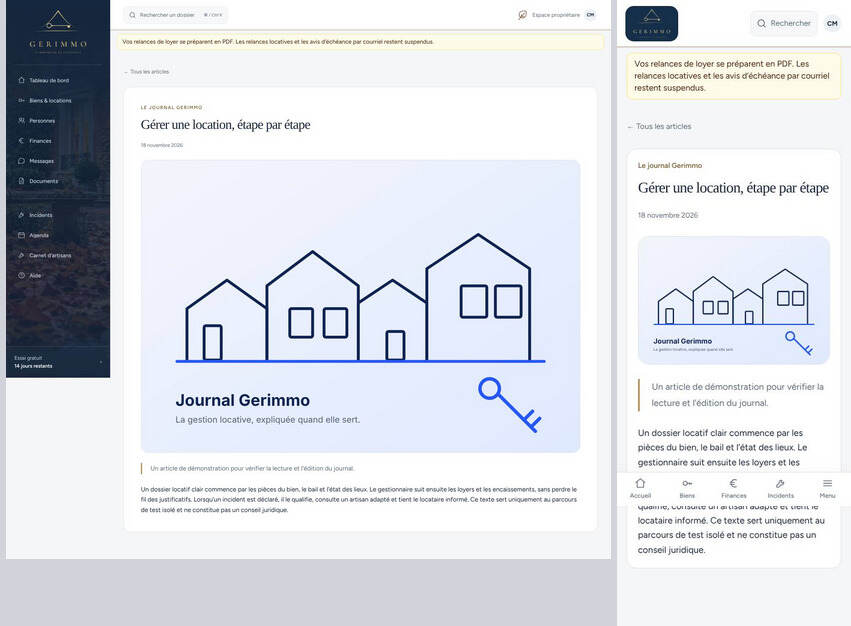 GERIMMO
Tableau de bord
Biens & locations
Personnes
Finances
Messages
Documents
Incidents
Agenda
Carnet d'artisans
Aide
Essai gratuit
14 jours restants
Rechercher un dossier
Espace propriétaire
CM
Vos relances de loyer se préparent en PDF. Les relances locatives et les avis d'échéance par courriel restent suspendus.
← Tous les articles
LE JOURNAL GERIMMO
Gérer une location, étape par étape
18 novembre 2026
Journal Gerimmo
La gestion locative, expliquée quand elle sert.
Un article de démonstration pour vérifier la lecture et l'édition du journal.
Un dossier locatif clair commence par les pièces du bien, le bail et l'état des lieux. Le gestionnaire suit ensuite les loyers et les encaissements, sans perdre le
fil des justificatifs. Lorsqu'un incident est déclaré, il le qualifie, consulte un artisan adapté et tient le locataire informé. Ce texte sert uniquement au parcours
de test isolé et ne constitue pas un conseil juridique.
GERIMMO
Rechercher
CM
Vos relances de loyer se préparent en PDF. Les
relances locatives et les avis d'échéance par courriel
restent suspendus.
← Tous les articles
Le journal Gerimmo
Gérer une location, étape par étape
18 novembre 2026
Journal Gerimmo
La gestion locative, expliquée quand elle sert.
Un article de démonstration pour vérifier la
lecture et l'édition du journal.
Un dossier locatif clair commence par les
pièces du bien, le bail et l'état des lieux. Le
gestionnaire suit ensuite les loyers et les
Accueil
Biens
Finances
Incidents
Menu
qualifie, consulte un artisan adapté et tient le
locataire informé. Ce texte sert uniquement au
parcours de test isolé et ne constitue pas un
conseil juridique.